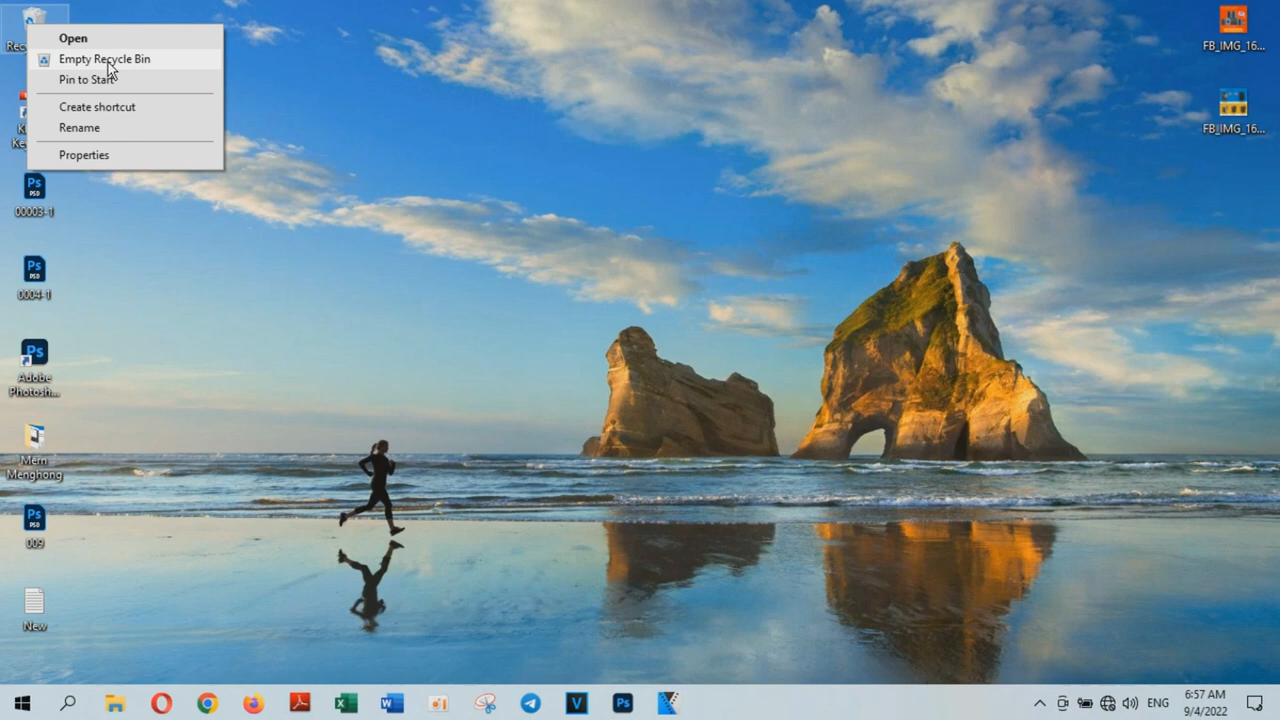 Open
Empty Recycle Bin
Pin to Start
Create shortcut
Rename
Properties
00003-1
0004-1
Adobe
Photosh...
Mern
Menghong
009
New
FB_IMG_16...
FB_IMG_16...
ENG
6:57 AM
9/4/2022